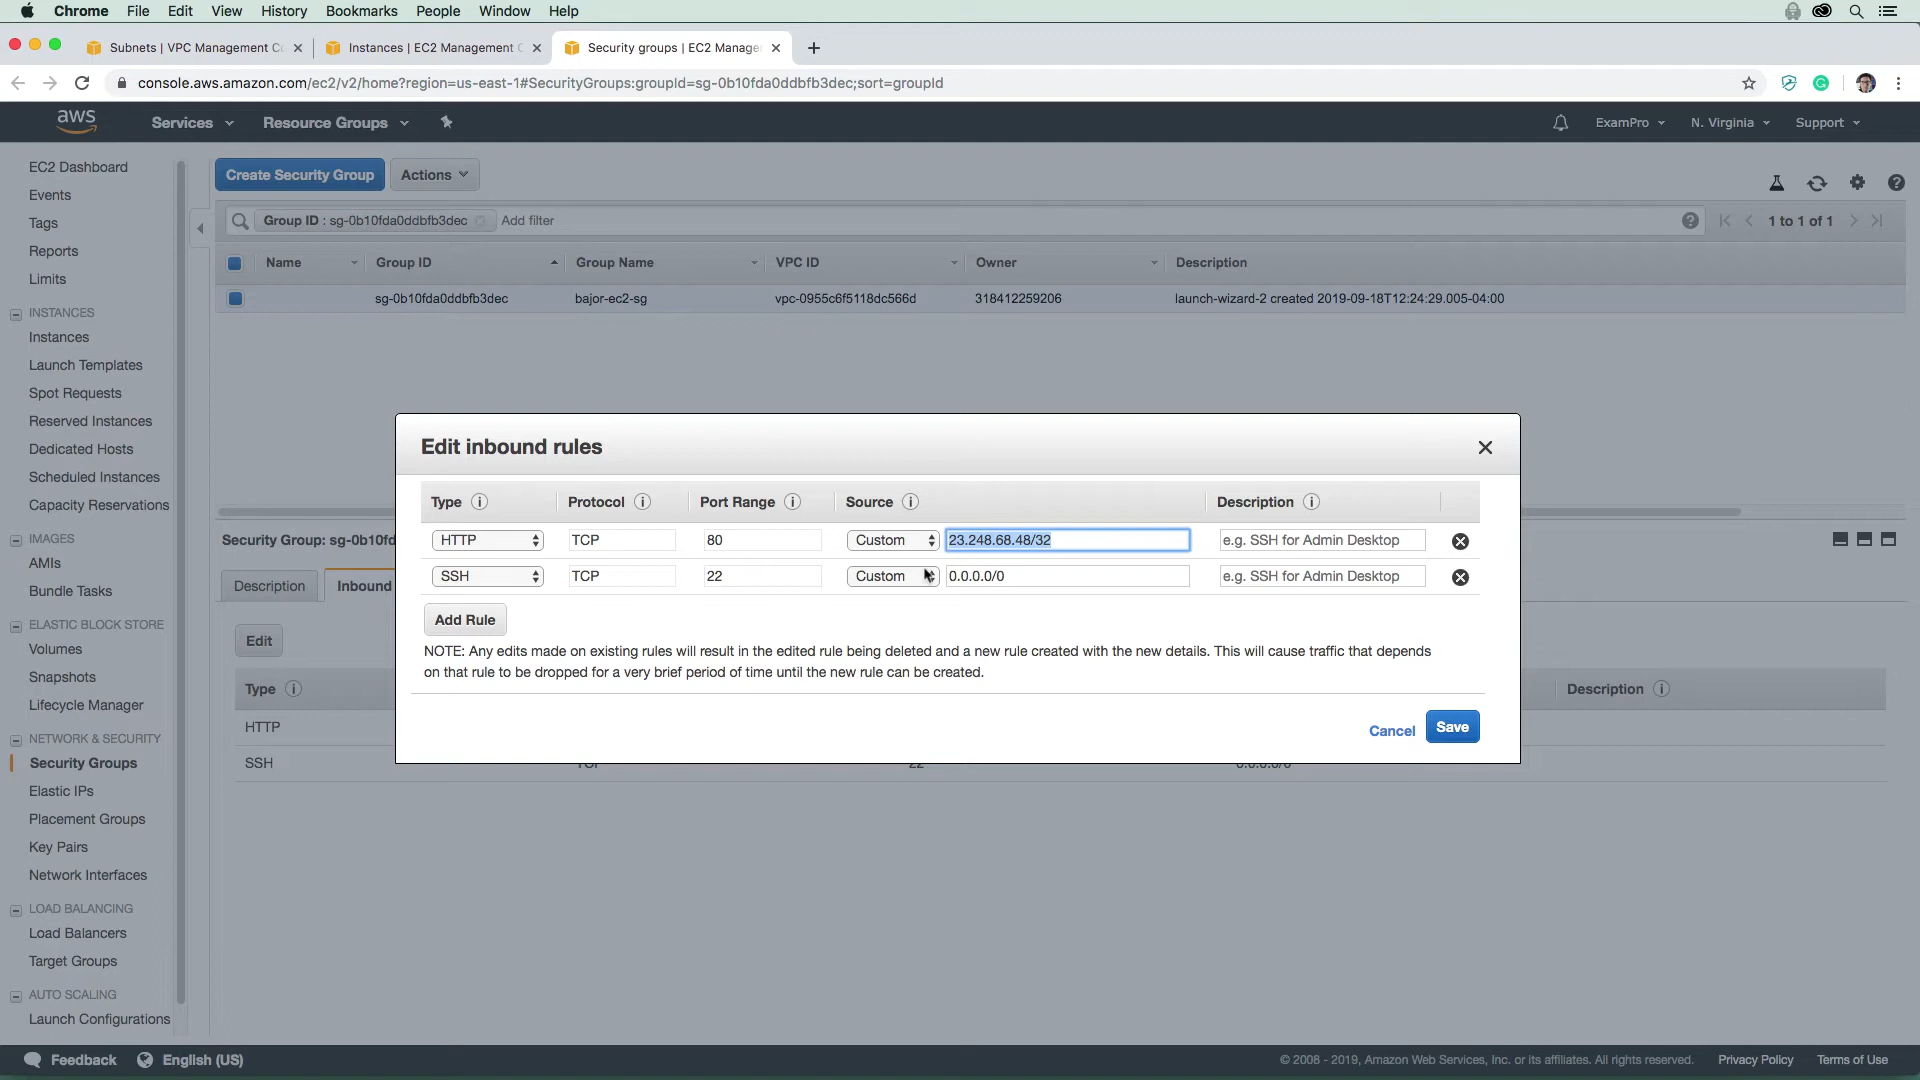 Chrome File Edit View History Bookmarks People Window Help
Subnets | VPC Management Co
Instances | EC2 Management C
Security groups | EC2 Manage
console.aws.amazon.com/ec2/v2/home?region=us-east-1#SecurityGroups:groupId=sg-0b10fda0ddbfb3dec;sort=groupId
aws Services Resource Groups ExamPro N. Virginia Support
EC2 Dashboard
Events
Tags
Reports
Limits
INSTANCES
Instances
Launch Templates
Spot Requests
Reserved Instances
Dedicated Hosts
Scheduled Instances
Capacity Reservations
IMAGES
AMIs
Bundle Tasks
ELASTIC BLOCK STORE
Volumes
Snapshots
Lifecycle Manager
NETWORK & SECURITY
Security Groups
Elastic IPs
Placement Groups
Key Pairs
Network Interfaces
LOAD BALANCING
Load Balancers
Target Groups
AUTO SCALING
Launch Configurations
Create Security Group Actions
Group ID : sg-0b10fda0ddbfb3dec Add filter 1 to 1 of 1
Name Group ID Group Name VPC ID Owner Description
sg-0b10fda0ddbfb3dec bajor-ec2-sg vpc-0955c6f5118dc566d 318412259206 launch-wizard-2 created 2019-09-18T12:24:29.005-04:00
Edit inbound rules
Type Protocol Port Range Source Description
HTTP TCP 80 Custom 23.248.68.48/32 e.g. SSH for Admin Desktop
SSH TCP 22 Custom 0.0.0.0/0 e.g. SSH for Admin Desktop
Add Rule
NOTE: Any edits made on existing rules will result in the edited rule being deleted and a new rule created with the new details. This will cause traffic that depends
on that rule to be dropped for a very brief period of time until the new rule can be created.
Cancel Save
Security Group: sg-0b10fd
Description Inbound
Edit
Type Description
HTTP
SSH TCP 22 0.0.0.0/0
Feedback English (US) © 2008 - 2019, Amazon Web Services, Inc. or its affiliates. All rights reserved. Privacy Policy Terms of Use